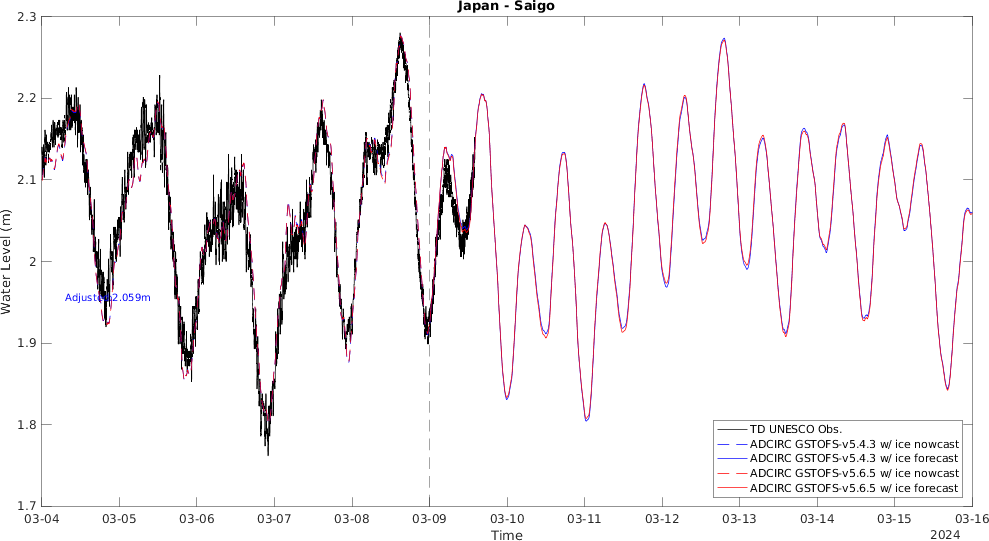 Japan - Saigo
2.3
2.2
2.1
2
1.9
1.8
1.7
Water Level (m)
2.059m
03-04
03-05
03-06
03-07
03-08
03-09
03-10
03-11
03-12
03-13
03-14
03-15
03-16
Time
2024
TD UNESCO Obs.
ADCIRC GSTOFS-v5.4.3 w/ ice nowcast
ADCIRC GSTOFS-v5.4.3 w/ ice forecast
ADCIRC GSTOFS-v5.6.5 w/ ice nowcast
ADCIRC GSTOFS-v5.6.5 w/ ice forecast